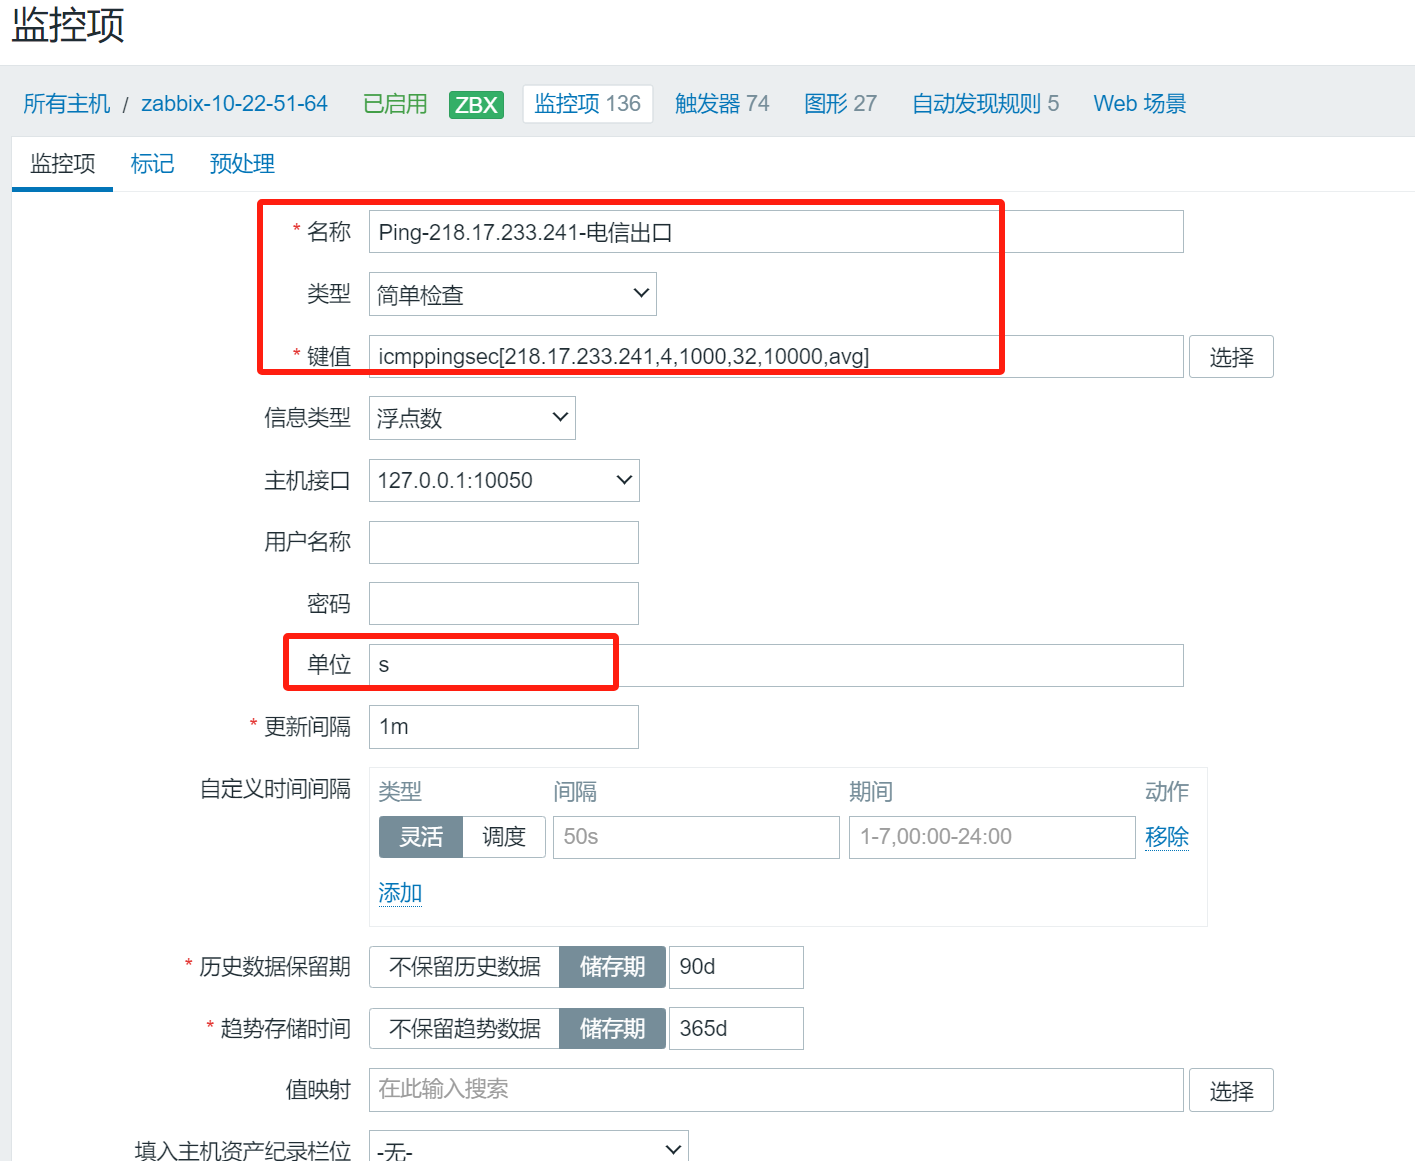 监控项
所有主机 / zabbix-10-22-51-64 已启用 ZBX 监控项 136 触发器 74 图形 27 自动发现规则 5 Web 场景
监控项 标记 预处理
* 名称 Ping-218.17.233.241-电信出口
类型 简单检查
* 键值 icmppingsec[218.17.233.241,4,1000,32,10000,avg] 选择
信息类型 浮点数
主机接口 127.0.0.1:10050
用户名称
密码
单位 s
* 更新间隔 1m
自定义时间间隔 类型 间隔 期间 动作
灵活 调度 50s 1-7,00:00-24:00 移除
添加
* 历史数据保留期 不保留历史数据 储存期 90d
* 趋势存储时间 不保留趋势数据 储存期 365d
值映射 在此输入搜索 选择
填入主机资产纪录栏位 -无-